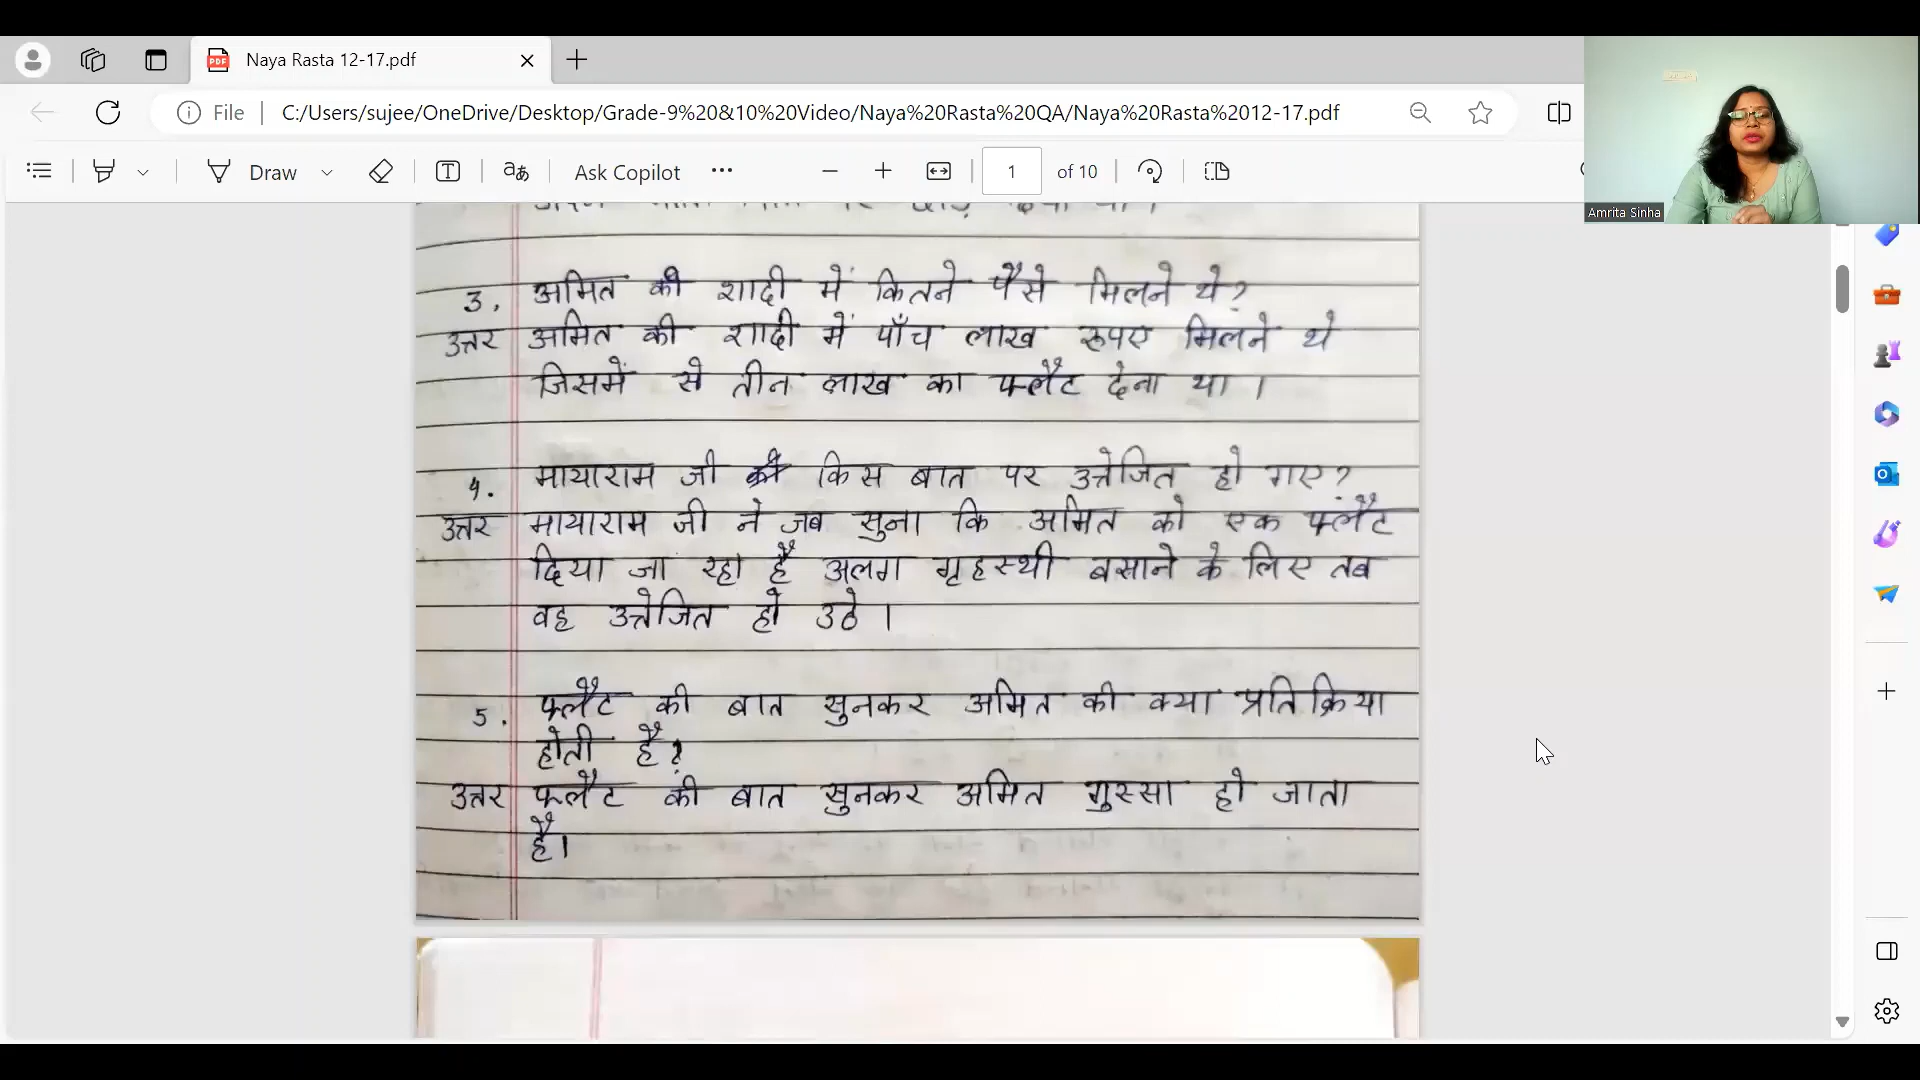 Naya Rasta 12-17.pdf
File
C:/Users/sujee/OneDrive/Desktop/Grade-9%20&10%20Video/Naya%20Rasta%20QA/Naya%20Rasta%2012-17.pdf
Draw
Ask Copilot
1 of 10
Amrita Sinha
3. अमित की शादी में कितने पैसे मिलने थे?
उत्तर अमित की शादी में पाँच लाख रूपए मिलने थे
जिसमें से तीन लाख का फ्लैट देना था।
4. मायाराम जी की किस बात पर उत्तेजित हो गए?
उत्तर मायाराम जी ने जब सुना कि अमित को एक फ्लैट
दिया जा रहा है अलग गृहस्थी बसाने के लिए तब
वह उत्तेजित हो उठे।
5. फ्लैट की बात सुनकर अमित की क्या प्रतिक्रिया
होती है?
उत्तर फ्लैट की बात सुनकर अमित गुस्सा हो जाता
है।